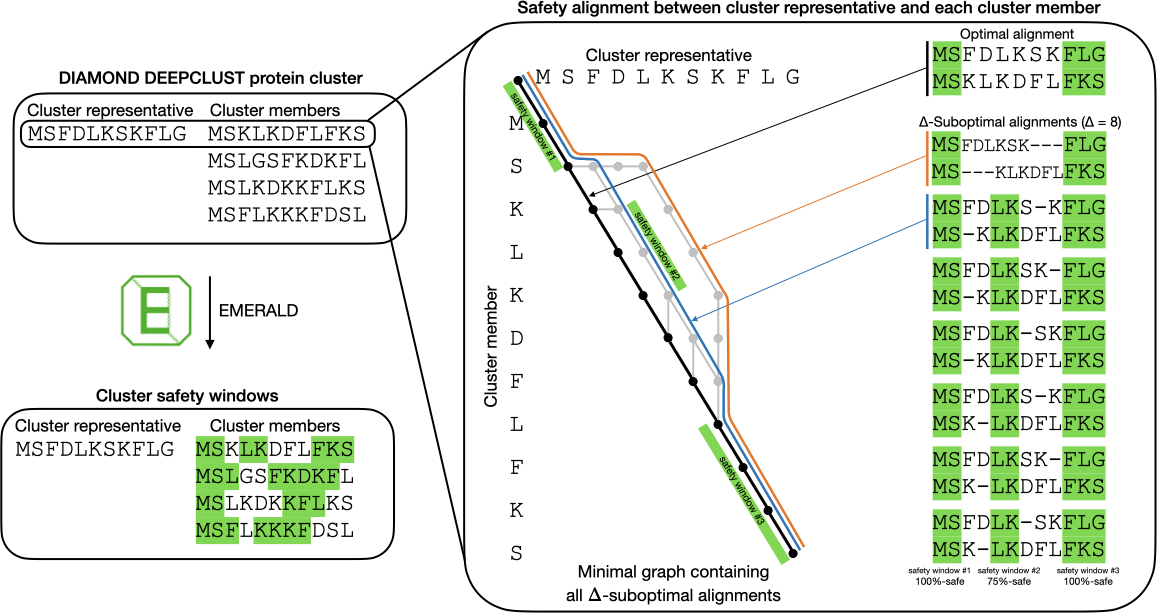 Safety alignment between cluster representative and each cluster member
DIAMOND DEEPCLUST protein cluster
Cluster representative Cluster members
MSFDLKSKFLG MSKLKDFLFKS
MSLGSFKDKFL
MSLKDKKFLKS
MSFLKKKFDSL
E
EMERALD
Cluster safety windows
Cluster representative Cluster members
MSFDLKSKFLG MSKLKDFLFKS
MSLGSFKDKFL
MSLKDKKFLKS
MSFLKKKFDSL
Cluster representative
M S F D L K S K F L G
Cluster member
M
S
K
L
K
D
F
L
F
K
S
safety window #1
safety window #2
safety window #3
Minimal graph containing
all Δ-suboptimal alignments
Optimal alignment
MSFDLKSKFLG
MSKLKDFLFKS
Δ-Suboptimal alignments (Δ = 8)
MSFDLKSK---FLG
MS---KLKDFLFKS
MSFDLKS-KFLG
MS-KLKDFLFKS
MSFDLKSK-FLG
MS-KLKDFLFKS
MSFDLK-SKFLG
MS-KLKDFLFKS
MSFDLKS-KFLG
MSK-LKDFLFKS
MSFDLKSK-FLG
MSK-LKDFLFKS
MSFDLK-SKFLG
MSK-LKDFLFKS
safety window #1 safety window #2 safety window #3
100%-safe 75%-safe 100%-safe